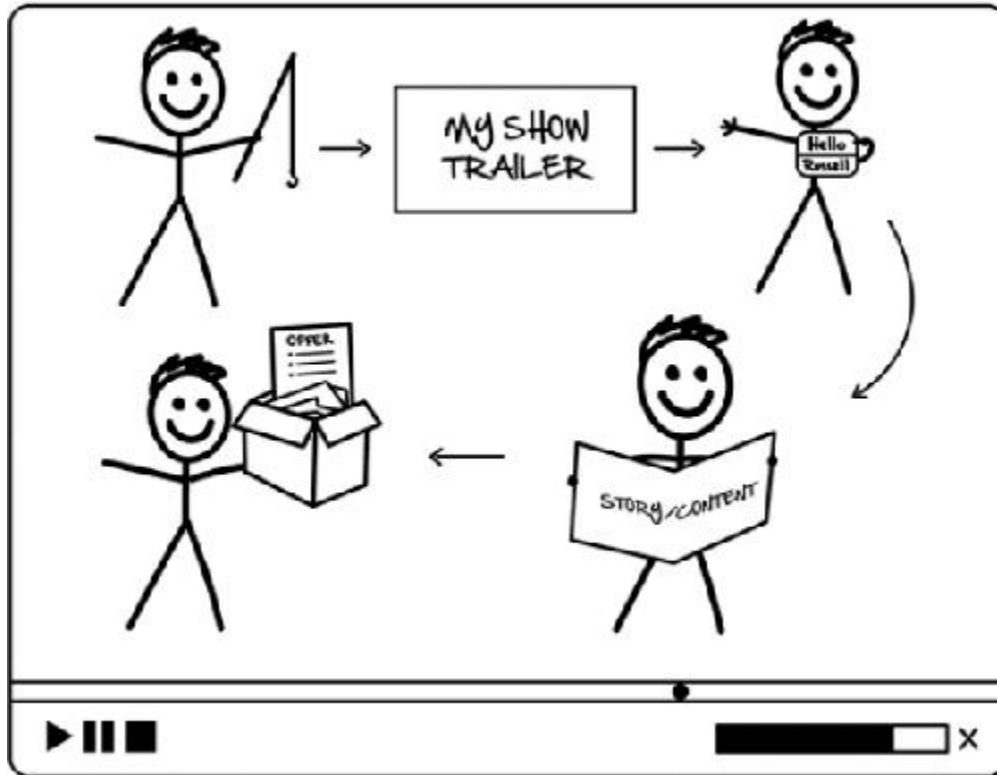 MY SHOW
TRAILER
Hello
Russell
STORY/CONTENT
OFFER